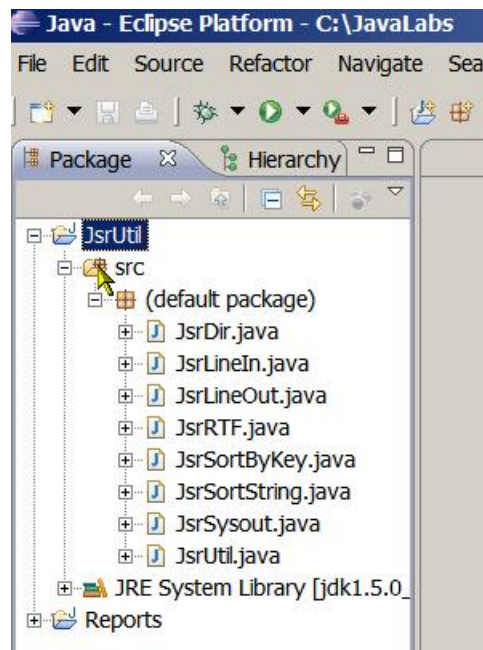 Java - Eclipse Platform - C:\JavaLabs
File Edit Source Refactor Navigate Sea
Package Hierarchy
JsrUtil
src
(default package)
JsrDir.java
JsrLineIn.java
JsrLineOut.java
JsrRTF.java
JsrSortByKey.java
JsrSortString.java
JsrSysout.java
JsrUtil.java
JRE System Library [jdk1.5.0_
Reports